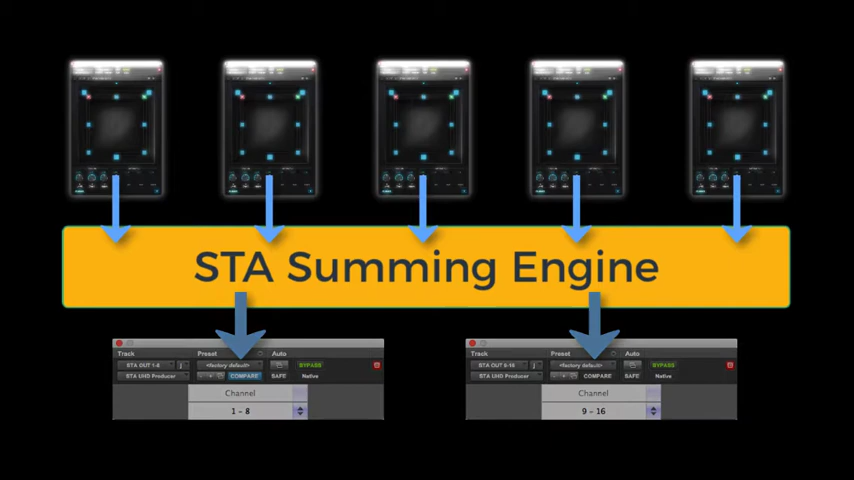 STA Summing Engine
Track Preset Auto
STA OUT 1-8 <factory default> BYPASS
STA UHD Producer COMPARE SAFE Native
Channel
1 - 8
Track Preset Auto
STA OUT 9-16 <factory default> BYPASS
STA UHD Producer COMPARE SAFE Native
Channel
9 - 16